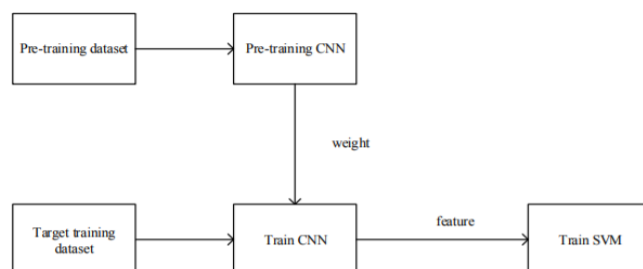 Pre-training dataset
Pre-training CNN
weight
Target training
dataset
Train CNN
feature
Train SVM